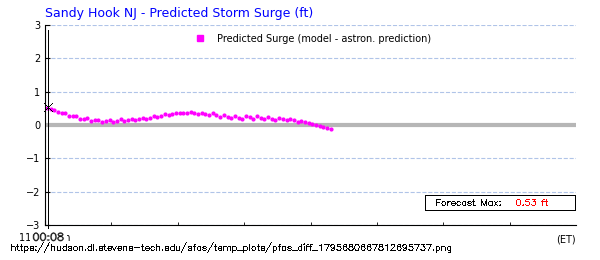 Sandy Hook NJ - Predicted Storm Surge (ft)
3
Predicted Surge (model - astron. prediction)
2
1
0
−1
−2
Forecast Max: 0.53 ft
−3
(ET)
https://hudson.dl.stevens-tech.edu/sfas/temp_plots/pfas_diff_1795680667812695737.png